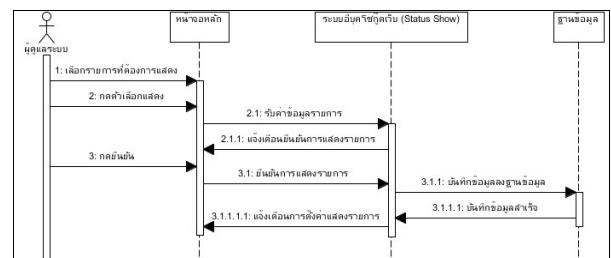 หน้าจอหลัก
ระบบอีบุคโชกุ๊ดเว็บ (Status Show)
ฐานข้อมูล
ผู้ดูแลระบบ
1: เลือกรายการที่ต้องการแสดง
2: กดตัวเลือกแสดง
2.1: รับค่าข้อมูลรายการ
2.1.1: แจ้งเตือนยืนยันการแสดงรายการ
3: กดยืนยัน
3.1: ยืนยันการแสดงรายการ
3.1.1: บันทึกข้อมูลลงฐานข้อมูล
3.1.1.1: บันทึกข้อมูลสำเร็จ
3.1.1.1.1: แจ้งเตือนการตั้งค่าแสดงรายการ